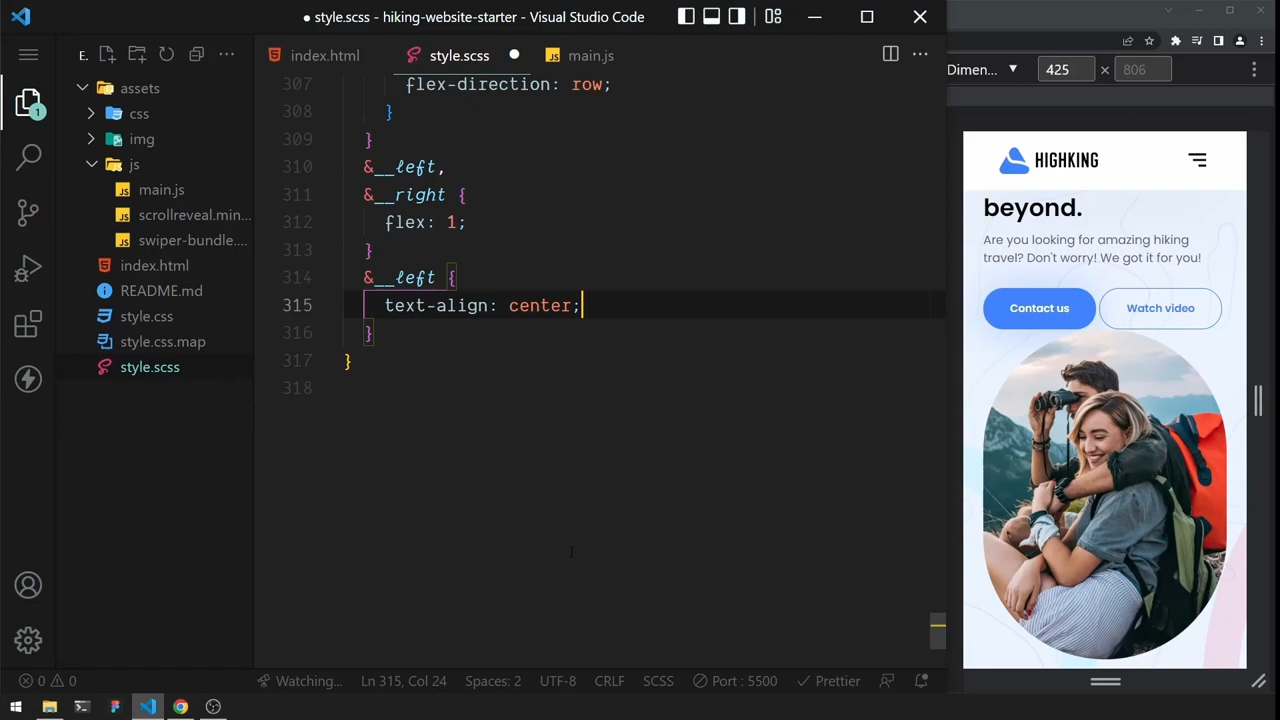 ● style.scss - hiking-website-starter - Visual Studio Code
E.
assets
css
img
js
JS main.js
JS scrollreveal.min...
JS swiper-bundle....
index.html
README.md
style.css
style.css.map
style.scss
1
index.html
style.scss
JS main.js
307 flex-direction: row;
308 }
309 }
310 &__left,
311 &__right {
312 flex: 1;
313 }
314 &__left {
315 text-align: center;
316 }
317 }
318
0 0
Watching...
Ln 315, Col 24
Spaces: 2
UTF-8
CRLF
SCSS
Port : 5500
Prettier
Dimen...
425 × 806
HIGHKING
beyond.
Are you looking for amazing hiking
travel? Don't worry! We got it for you!
Contact us
Watch video